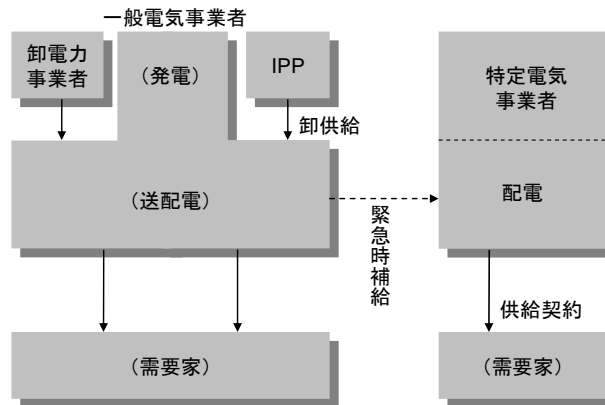 一般電気事業者
卸電力
事業者
（発電）
IPP
特定電気
事業者
卸供給
（送配電）
緊急時補給
配電
供給契約
（需要家）
（需要家）